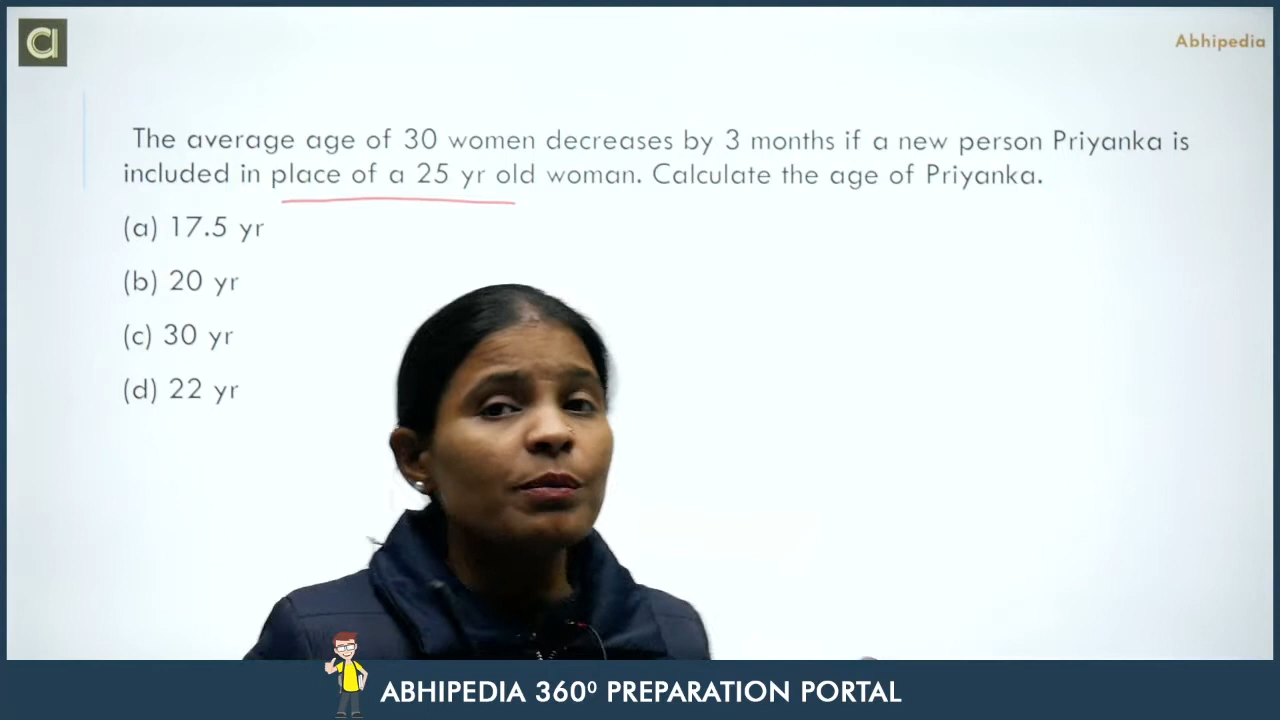 Abhipedia
The average age of 30 women decreases by 3 months if a new person Priyanka is
included in place of a 25 yr old woman. Calculate the age of Priyanka.
(a) 17.5 yr
(b) 20 yr
(c) 30 yr
(d) 22 yr
ABHIPEDIA 360⁰ PREPARATION PORTAL